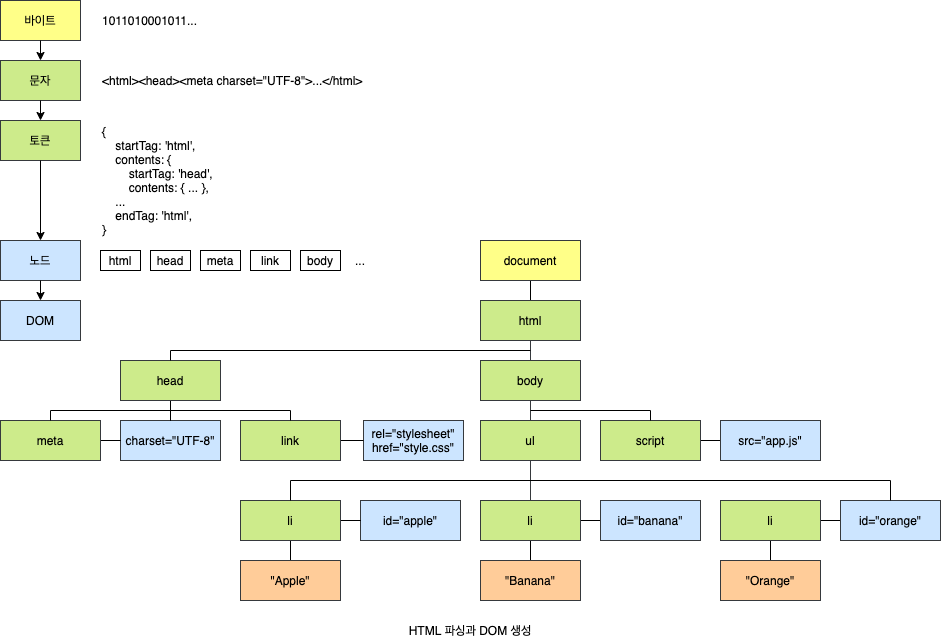 바이트
1011010001011...
문자
<html><head><meta charset="UTF-8">...</html>
토큰
{
startTag: 'html',
contents: {
startTag: 'head',
contents: { ... },
...
endTag: 'html',
}
노드
html
head
meta
link
body
...
document
DOM
html
head
body
meta
charset="UTF-8"
link
rel="stylesheet"
href="style.css"
ul
script
src="app.js"
li
id="apple"
li
id="banana"
li
id="orange"
"Apple"
"Banana"
"Orange"
HTML 파싱과 DOM 생성